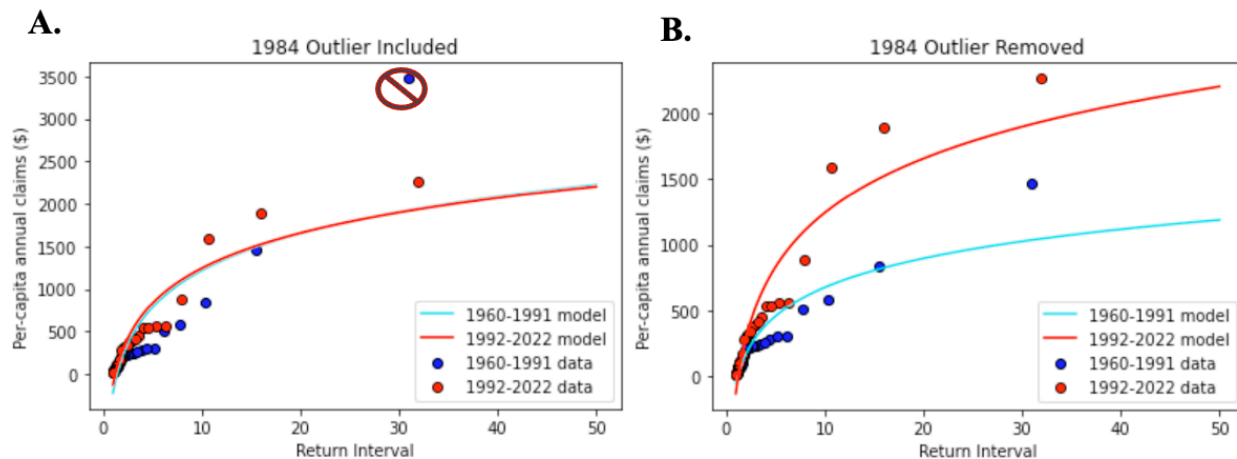 A.
1984 Outlier Included
Per-capita annual claims ($)
3500
3000
2500
2000
1500
1000
500
0
0 10 20 30 40 50
Return Interval
1960-1991 model
1992-2022 model
1960-1991 data
1992-2022 data
B.
1984 Outlier Removed
Per-capita annual claims ($)
2000
1500
1000
500
0
0 10 20 30 40 50
Return Interval
1960-1991 model
1992-2022 model
1960-1991 data
1992-2022 data